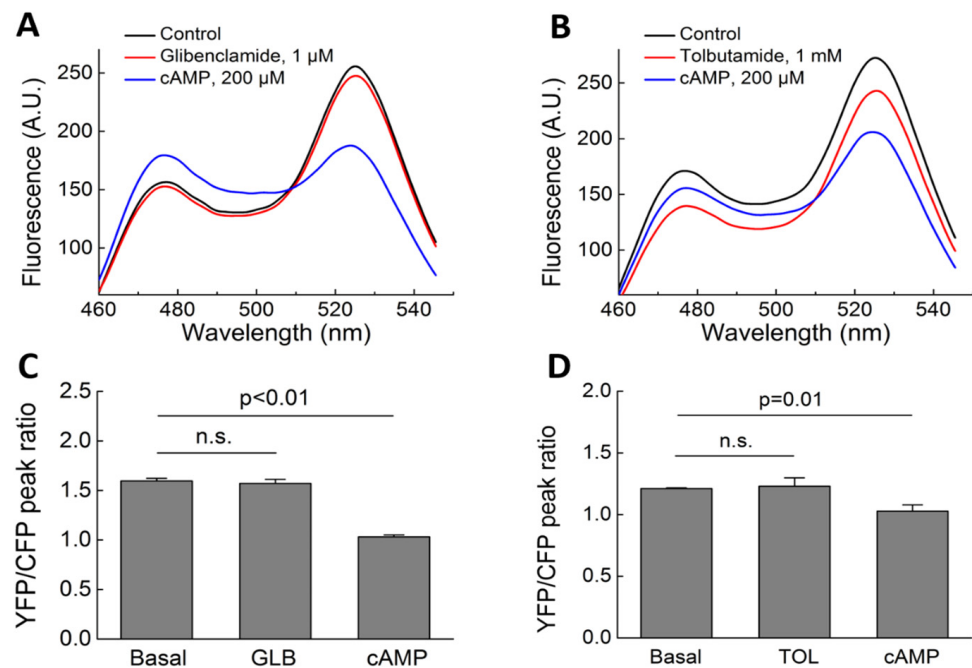 A
Control
Glibenclamide, 1 µM
cAMP, 200 µM
250
200
150
100
Fluorescence (A.U.)
460 480 500 520 540
Wavelength (nm)
B
Control
Tolbutamide, 1 mM
cAMP, 200 µM
250
200
150
100
Fluorescence (A.U.)
460 480 500 520 540
Wavelength (nm)
C
2.5
2.0
1.5
1.0
0.5
0.0
YFP/CFP peak ratio
p<0.01
n.s.
Basal GLB cAMP
D
2.0
1.5
1.0
0.5
0.0
YFP/CFP peak ratio
p=0.01
n.s.
Basal TOL cAMP